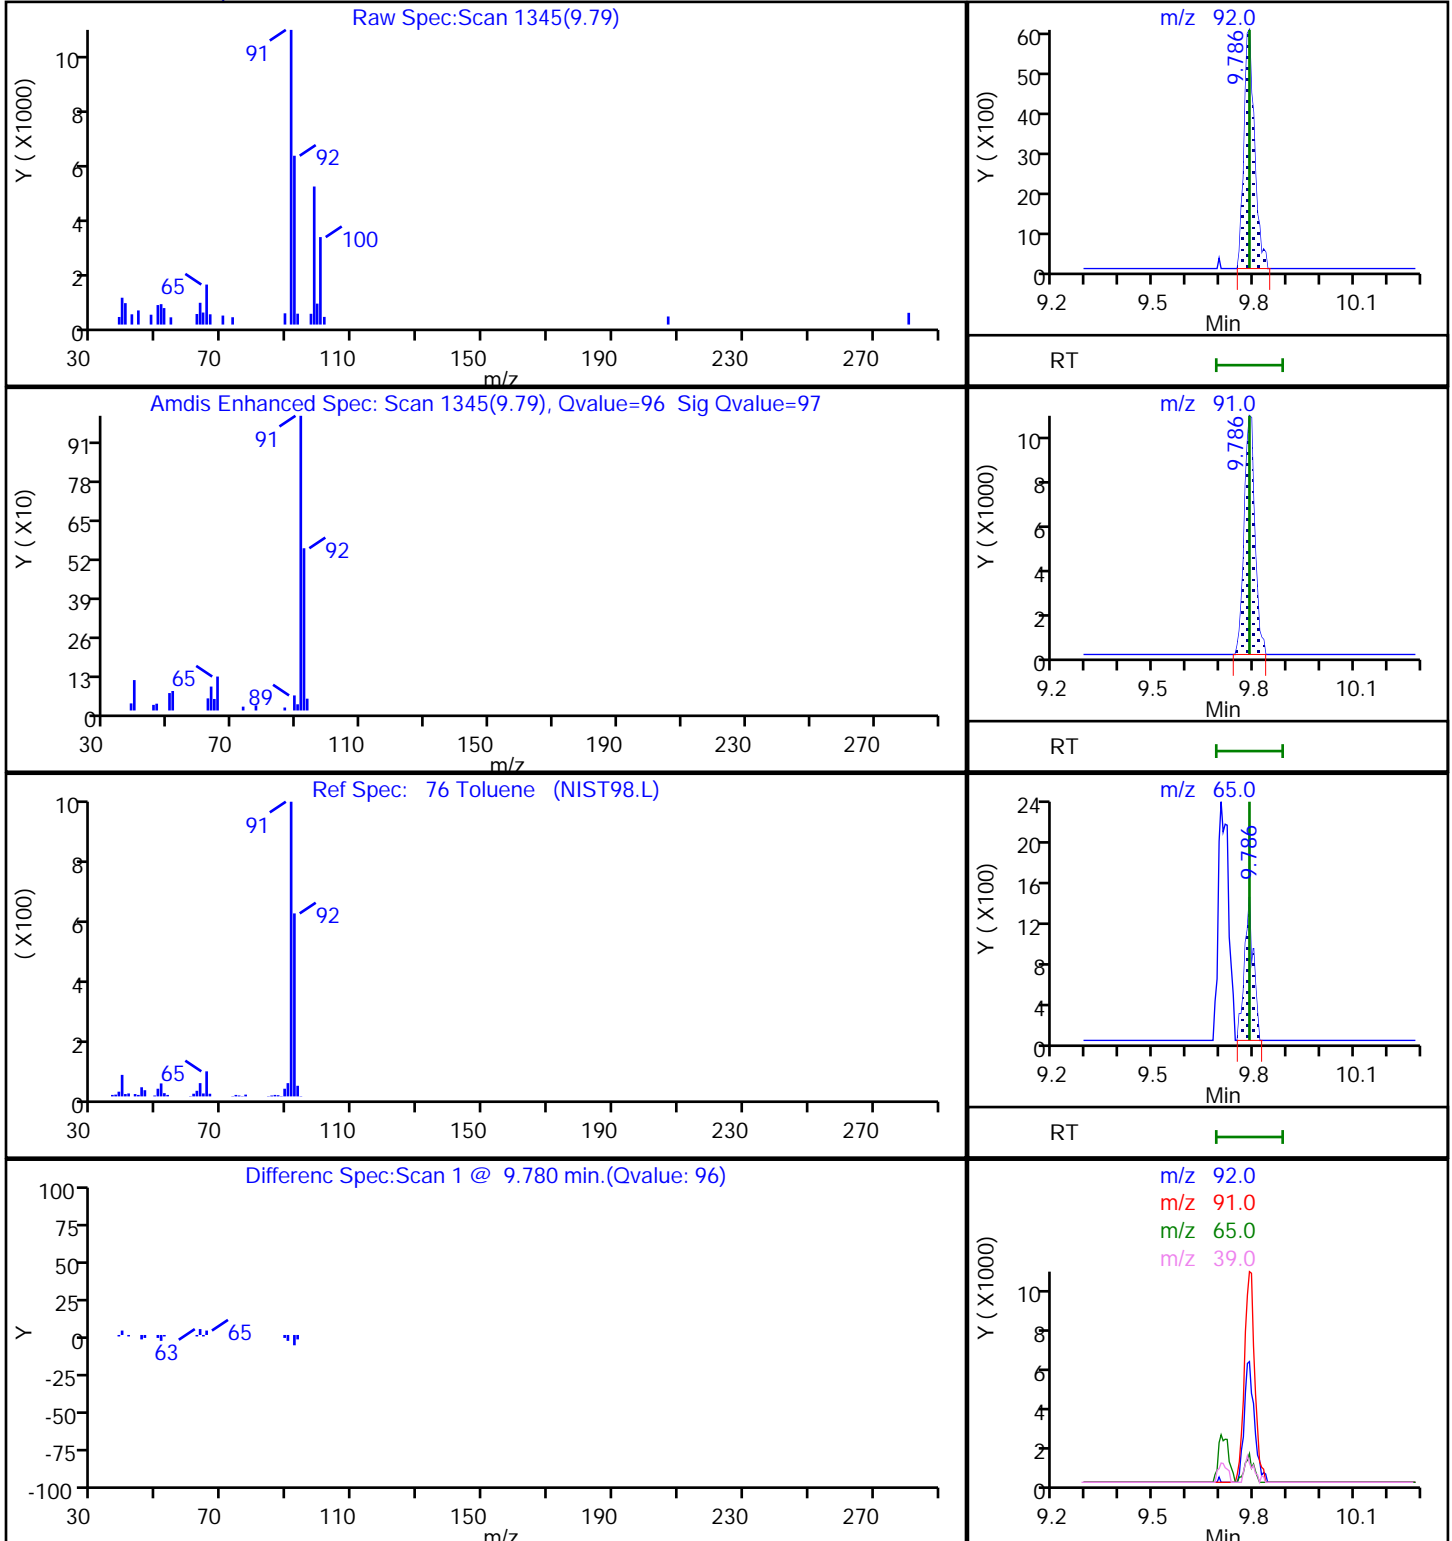 Raw Spec:Scan 1345(9.79)
Y ( X1000)
10
8
6
4
2
0
91
92
100
65
30 70 110 150 190 230 270
m/z
m/z 92.0
Y ( X100)
60
50
40
30
20
10
0
9.786
9.2 9.5 9.8 10.1
Min
RT
Amdis Enhanced Spec: Scan 1345(9.79), Qvalue=96 Sig Qvalue=97
Y ( X10)
91
78
65
52
39
26
13
0
91
92
65
89
30 70 110 150 190 230 270
m/z
m/z 91.0
Y ( X1000)
10
8
6
4
2
0
9.786
9.2 9.5 9.8 10.1
Min
RT
Ref Spec: 76 Toluene (NIST98.L)
( X100)
10
8
6
4
2
0
91
92
65
30 70 110 150 190 230 270
m/z 65.0
Y ( X100)
24
20
16
12
8
4
0
9.786
9.2 9.5 9.8 10.1
Min
RT
Differenc Spec:Scan 1 @ 9.780 min.(Qvalue: 96)
Y
100
75
50
25
0
-25
-50
-75
-100
63
65
30 70 110 150 190 230 270
m/z
m/z 92.0
m/z 91.0
m/z 65.0
m/z 39.0
Y ( X1000)
10
8
6
4
2
0
9.2 9.5 9.8 10.1
Min